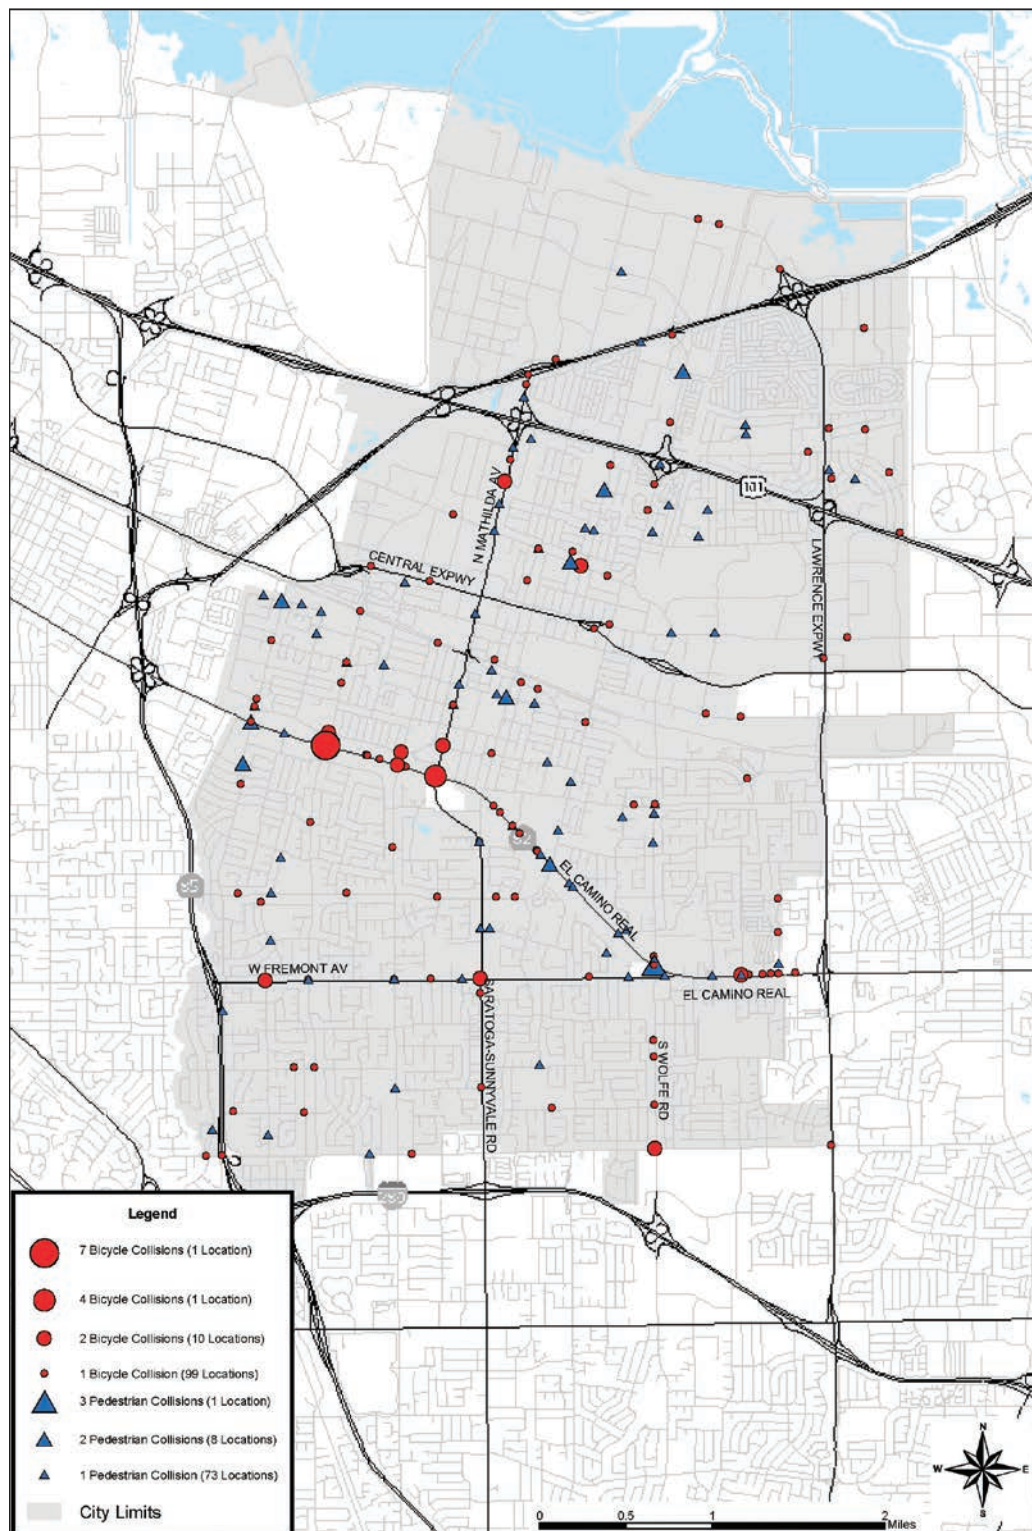 101
N MATHILDA AV
CENTRAL EXPWY
LAWRENCE EXPWY
82
EL CAMINO REAL
85
W FREMONT AV
EL CAMINO REAL
SARATOGA-SUNNYVALE RD
S WOLFE RD
280
Legend
7 Bicycle Collisions (1 Location)
4 Bicycle Collisions (1 Location)
2 Bicycle Collisions (10 Locations)
1 Bicycle Collision (99 Locations)
3 Pedestrian Collisions (1 Location)
2 Pedestrian Collisions (8 Locations)
1 Pedestrian Collision (73 Locations)
City Limits
N
W
E
S
0 0.5 1 2
Miles